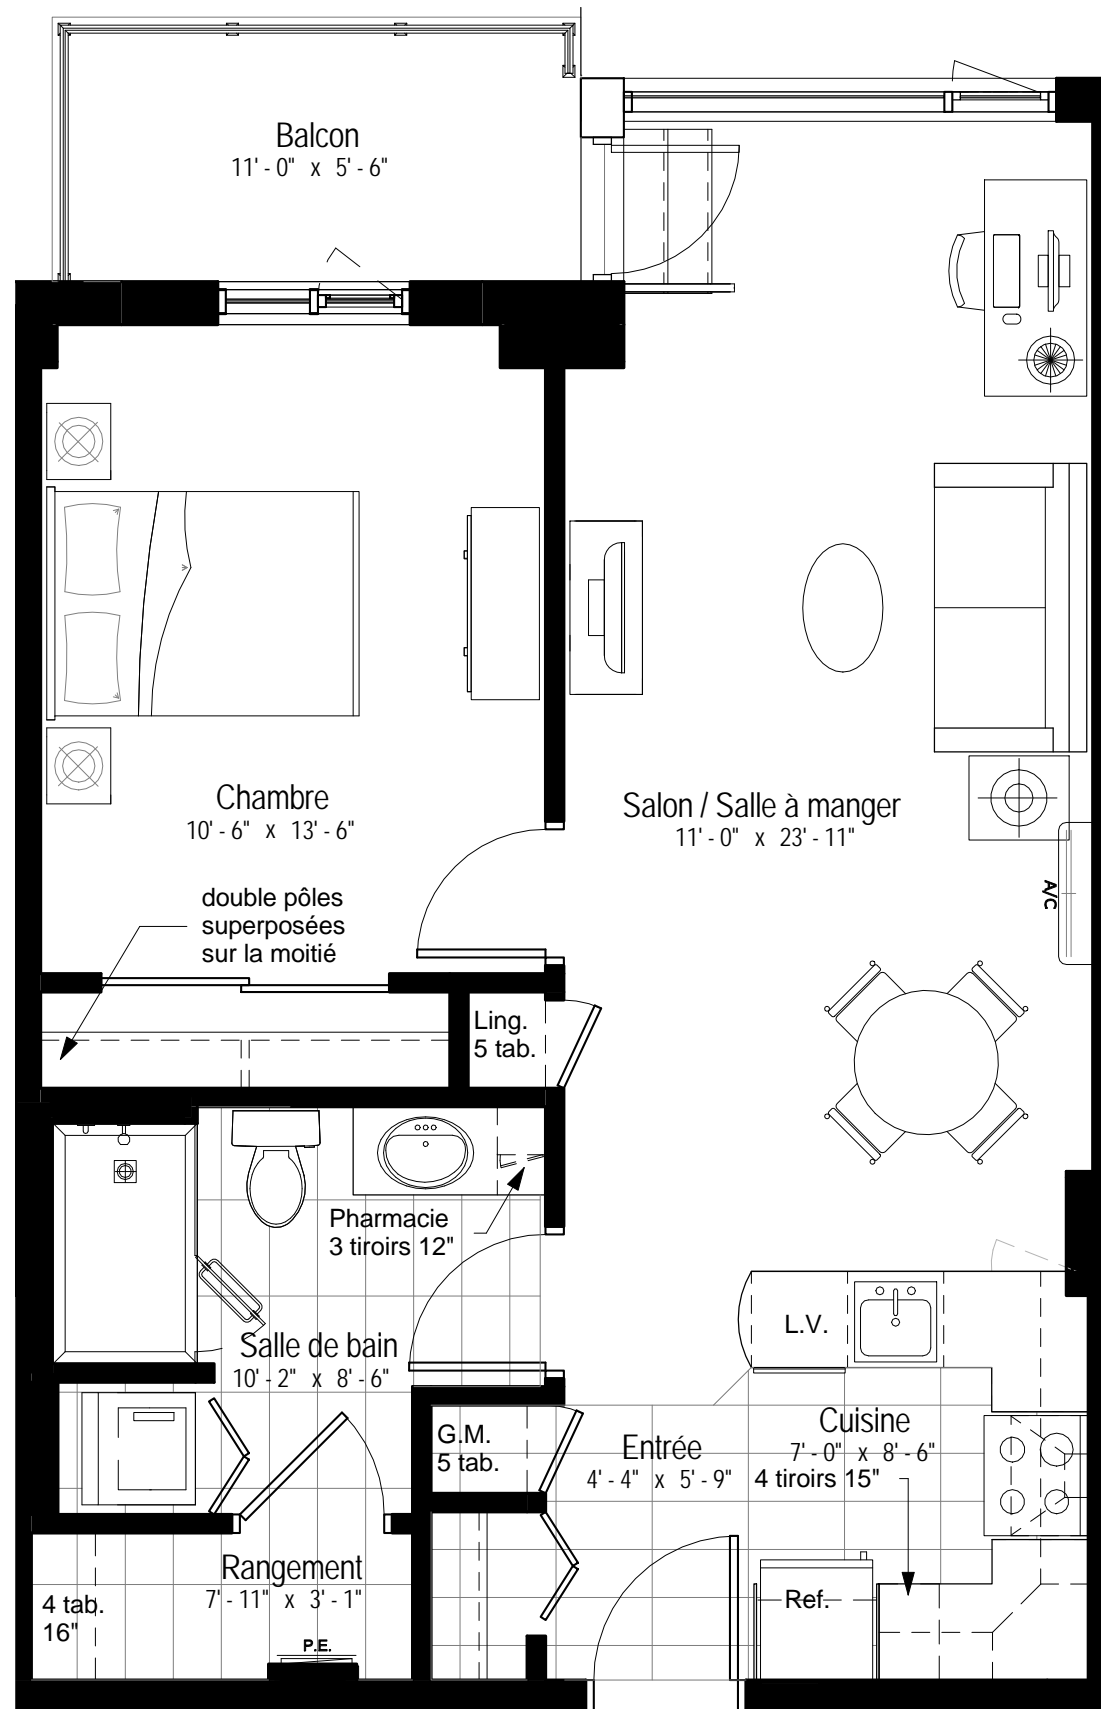 Balcon
11' - 0" x 5' - 6"
Chambre
10' - 6" x 13' - 6"
Salon / Salle à manger
11' - 0" x 23' - 11"
A/C
double pôles
superposées
sur la moitié
Ling.
5 tab.
Pharmacie
3 tiroirs 12"
L.V.
Salle de bain
10' - 2" x 8' - 6"
G.M.
5 tab.
Entrée
4' - 4" x 5' - 9"
Cuisine
7' - 0" x 8' - 6"
4 tiroirs 15"
Rangement
7' - 11" x 3' - 1"
4 tab.
16"
P.E.
Ref.